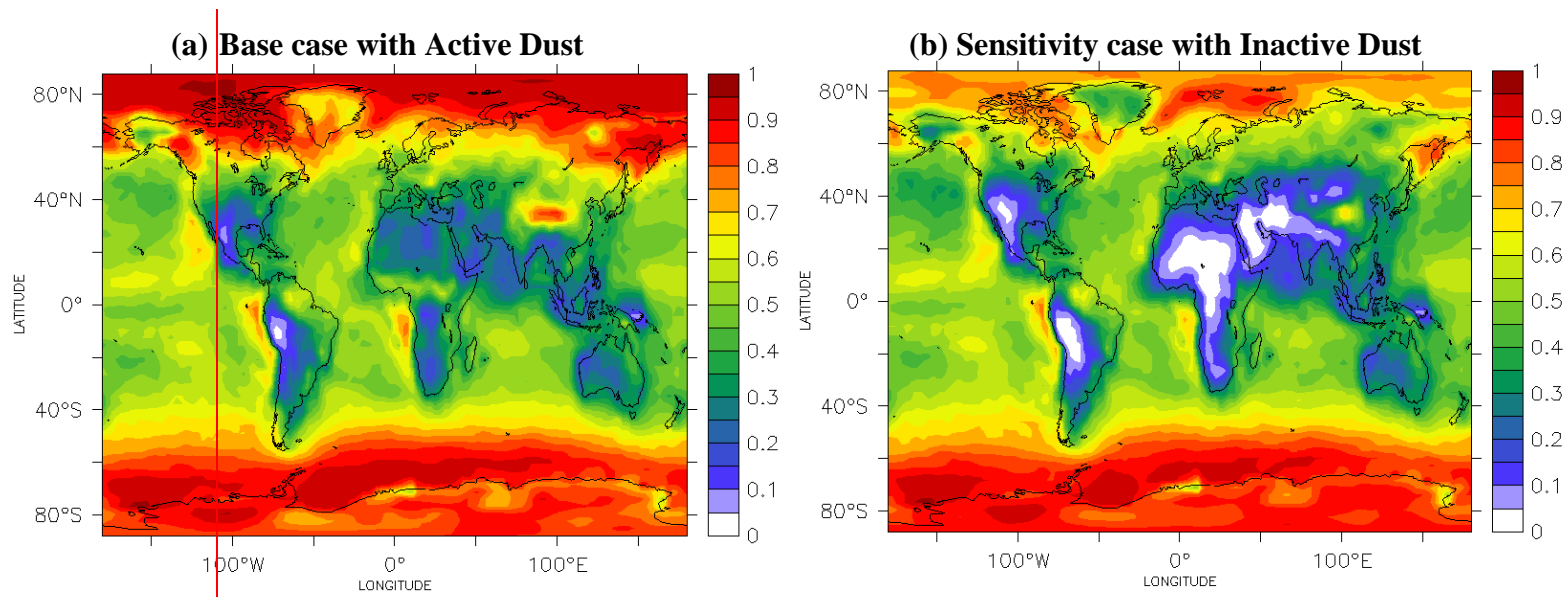 (a) Base case with Active Dust
80°N
40°N
0°
40°S
80°S
LATITUDE
100°W
0°
100°E
LONGITUDE
1
0.9
0.8
0.7
0.6
0.5
0.4
0.3
0.2
0.1
0
(b) Sensitivity case with Inactive Dust
80°N
40°N
0°
40°S
80°S
LATITUDE
100°W
0°
100°E
LONGITUDE
1
0.9
0.8
0.7
0.6
0.5
0.4
0.3
0.2
0.1
0